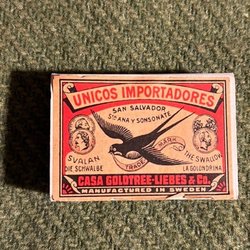 UNICOS IMPORTADORES
SAN SALVADOR
STA ANA Y SONSONATE
TRADE MARK
SVALAN
DIE SCHWALBE
THE SWALLOW
LA GOLONDRINA
CASA GOLDTREE-LIEBES & Co.
MANUFACTURED IN SWEDEN